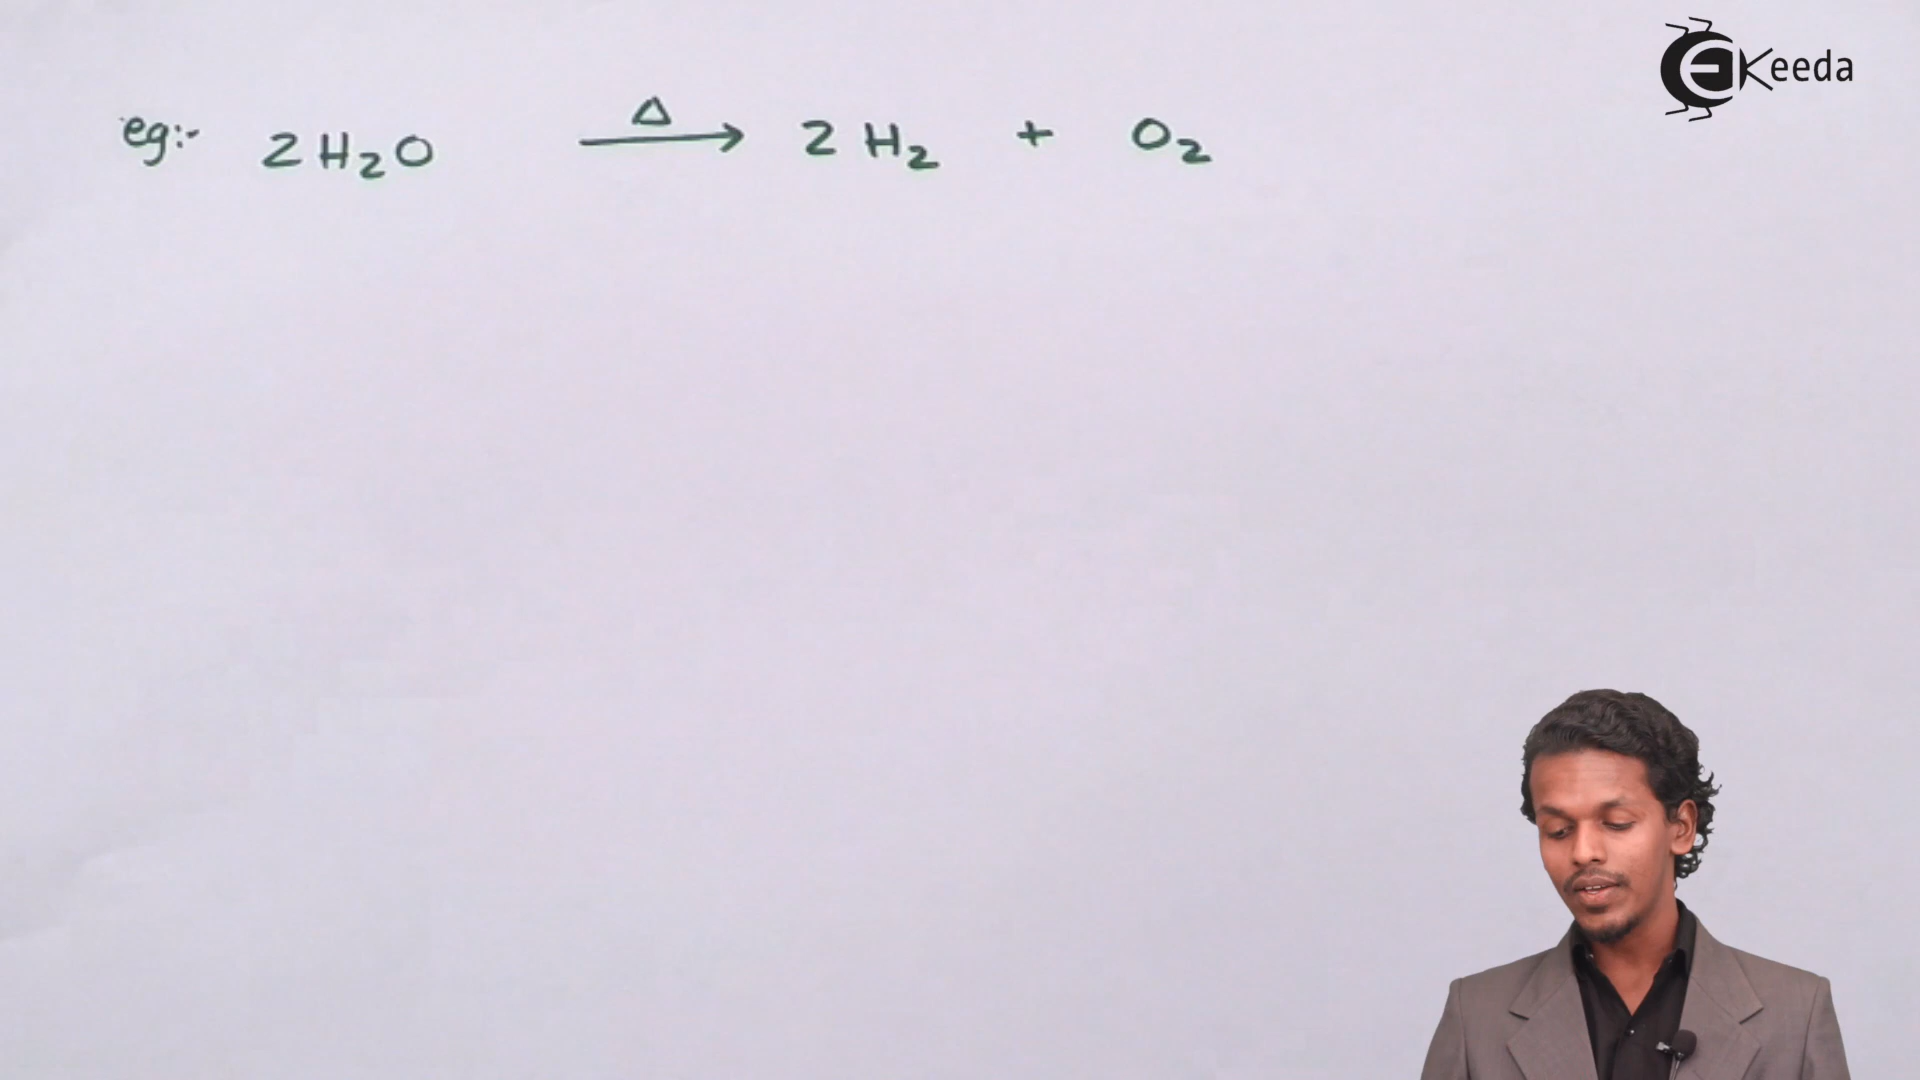 Keeda
eg:- 2H₂O —Δ→ 2H₂ + O₂